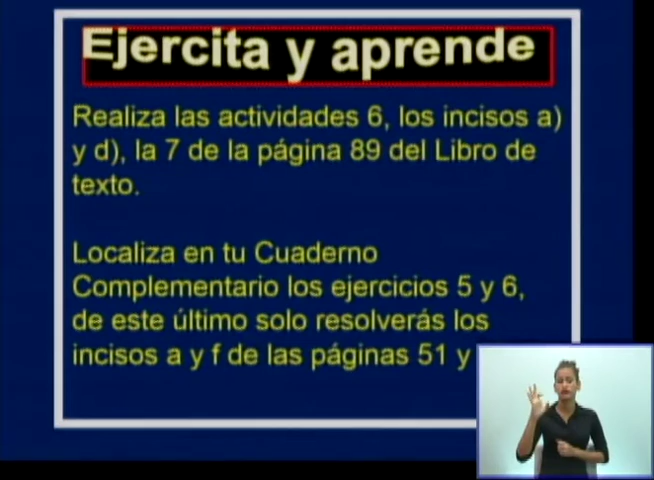 Ejercita y aprende
Realiza las actividades 6, los incisos a)
y d), la 7 de la página 89 del Libro de
texto.
Localiza en tu Cuaderno
Complementario los ejercicios 5 y 6,
de este último solo resolverás los
incisos a y f de las páginas 51 y